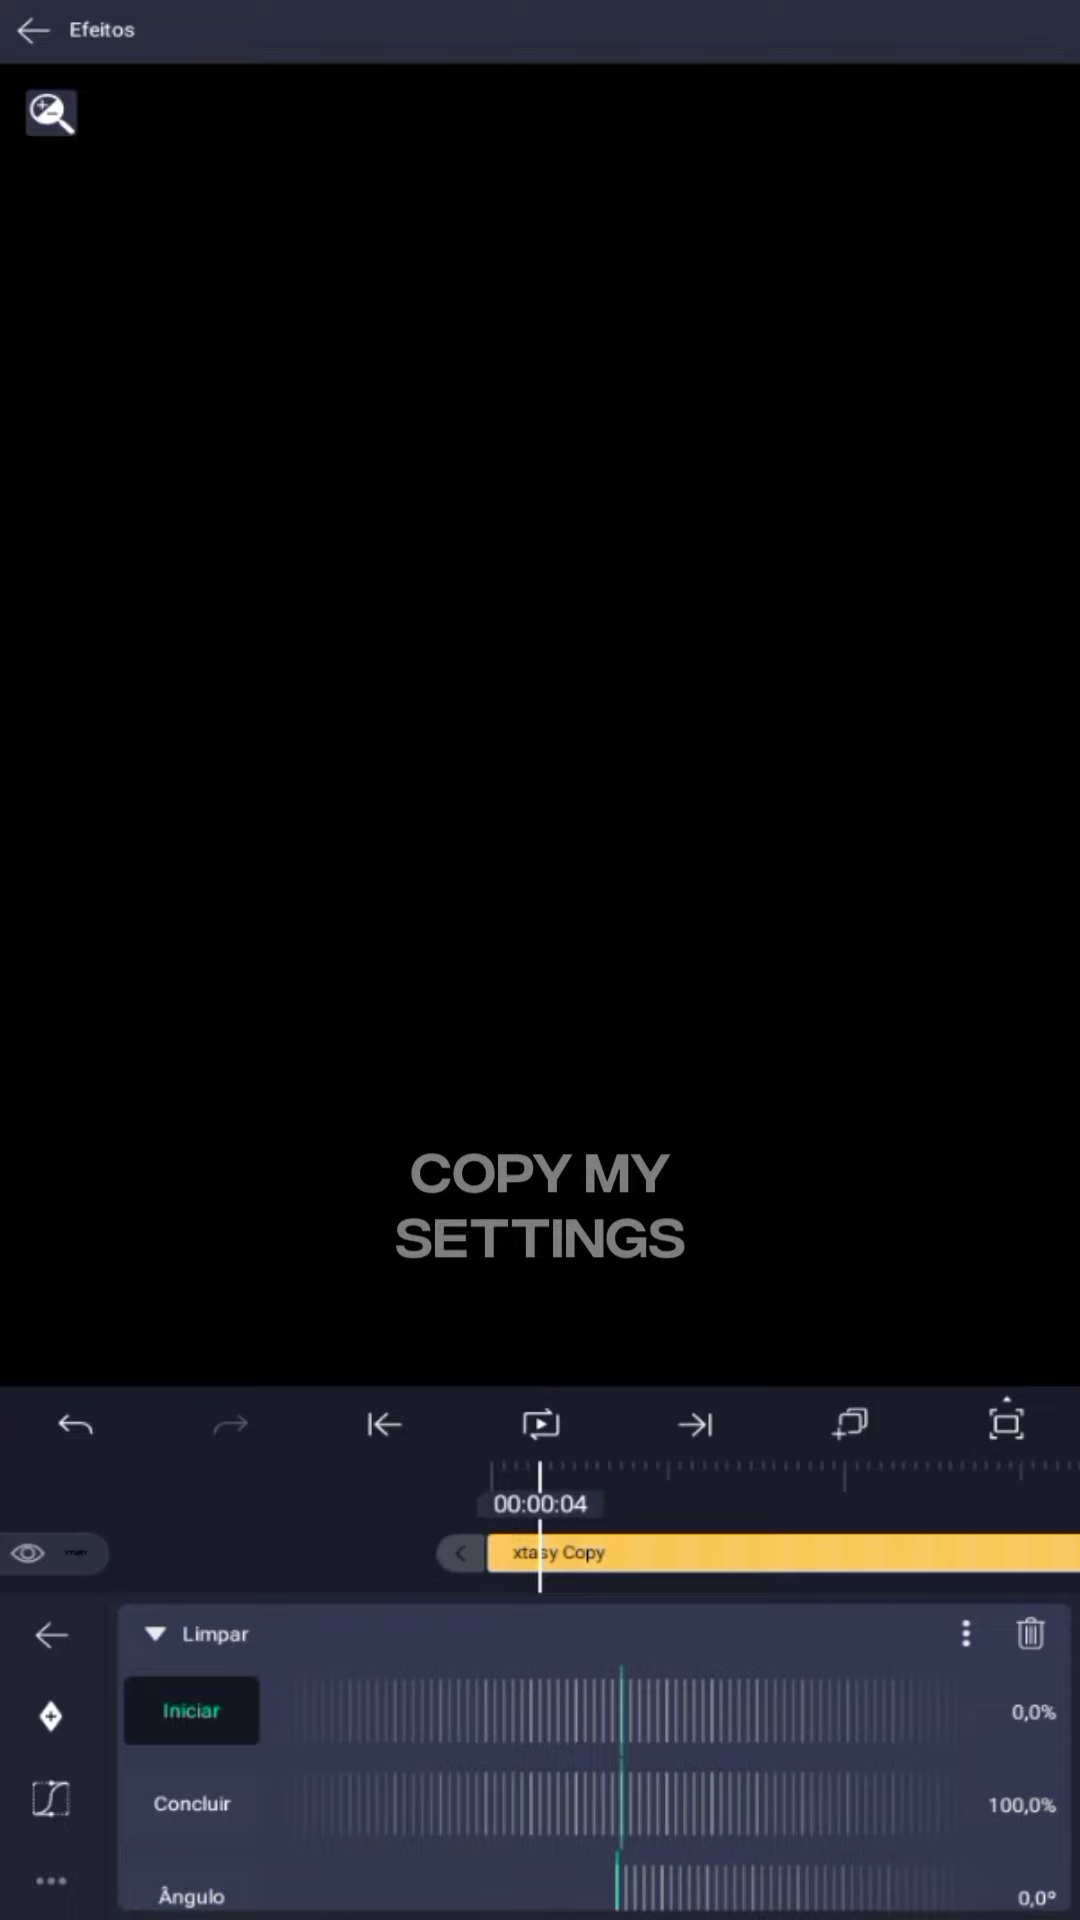 Efeitos
COPY MY
SETTINGS
00:00:04
xtasy Copy
Limpar
Iniciar
0,0%
Concluir
100,0%
Ângulo
0,0°